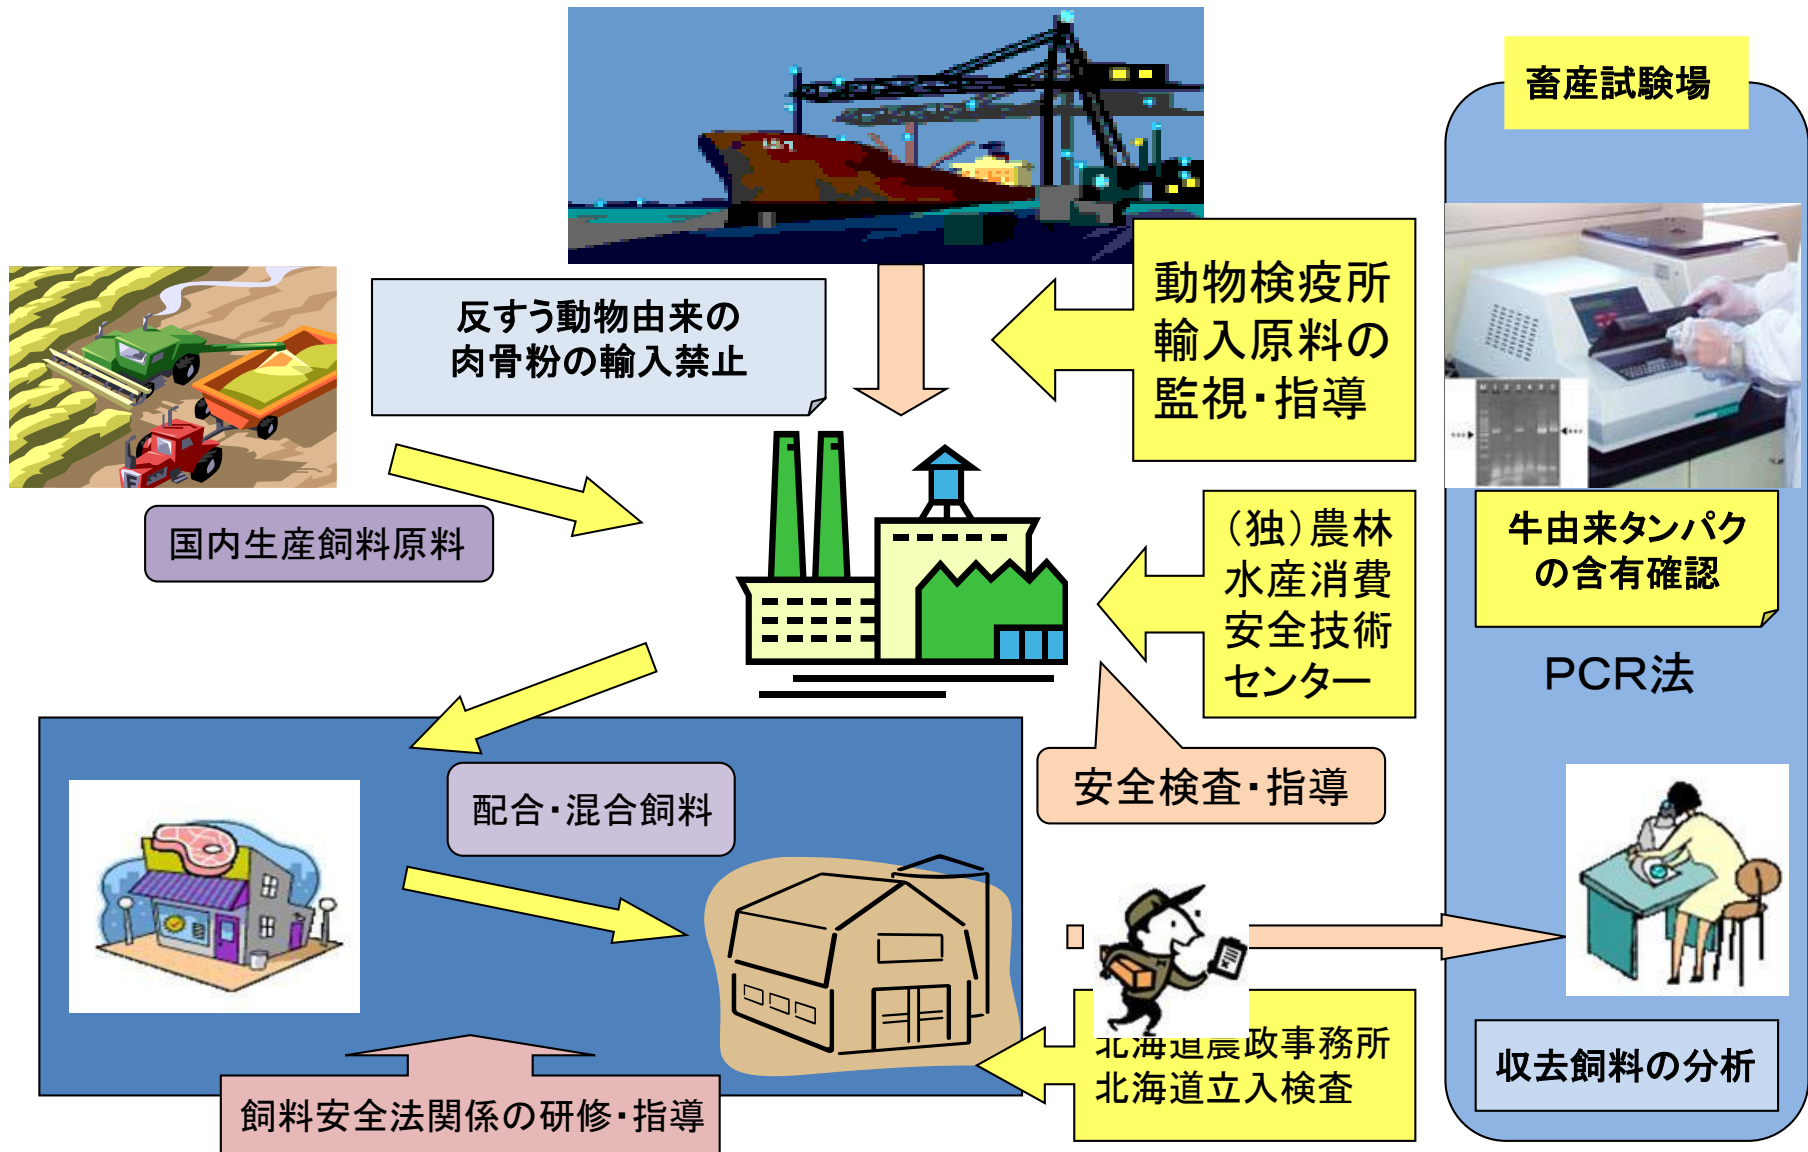 畜産試験場
動物検疫所
輸入原料の
監視・指導
反すう動物由来の
肉骨粉の輸入禁止
国内生産飼料原料
（独）農林
水産消費
安全技術
センター
牛由来タンパク
の含有確認
PCR法
安全検査・指導
配合・混合飼料
北海道農政事務所
北海道立入検査
収去飼料の分析
飼料安全法関係の研修・指導